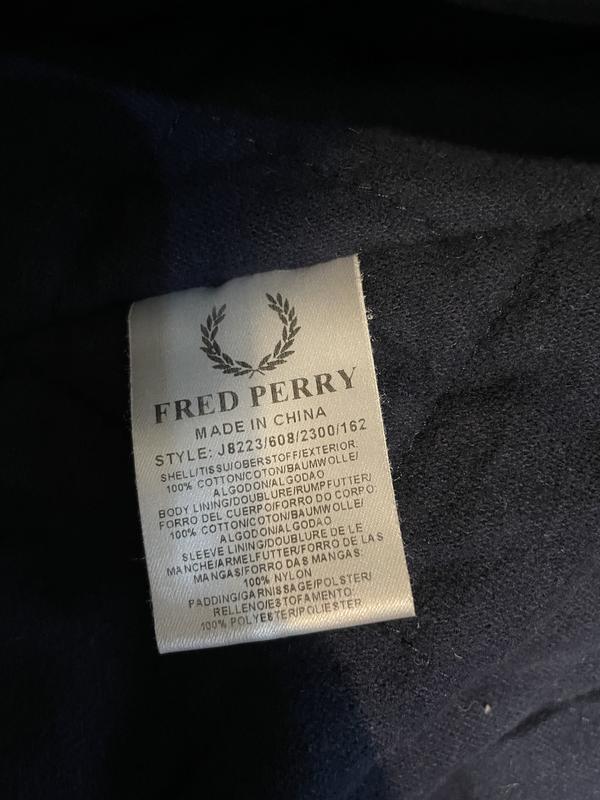 FRED PERRY
MADE IN CHINA
STYLE: J8223/608/2300/162
SHELL/TISSU/OBERSTOFF/EXTERIOR:
100% COTTON/COTON/BAUMWOLLE/
ALGODON/ALGODAO
BODY LINING/DOUBLURE/RUMPFUTTER/
FORRO DEL CUERPO/FORRO DO CORPO:
100% COTTON/COTON/BAUMWOLLE/
ALGODON/ALGODAO
SLEEVE LINING/DOUBLURE DE LE
MANCHE/ARMELFUTTER/FORRO DE LAS
MANGAS/FORRO DAS MANGAS:
100% NYLON
PADDING/GARNISSAGE/POLSTER/
RELLENO/ESTOFAMENTO:
100% POLYESTER/POLIESTER